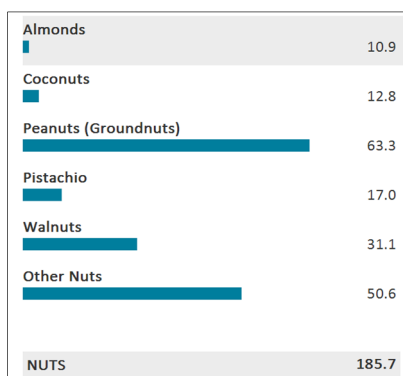 Almonds
10.9
Coconuts
12.8
Peanuts (Groundnuts)
63.3
Pistachio
17.0
Walnuts
31.1
Other Nuts
50.6
NUTS 185.7